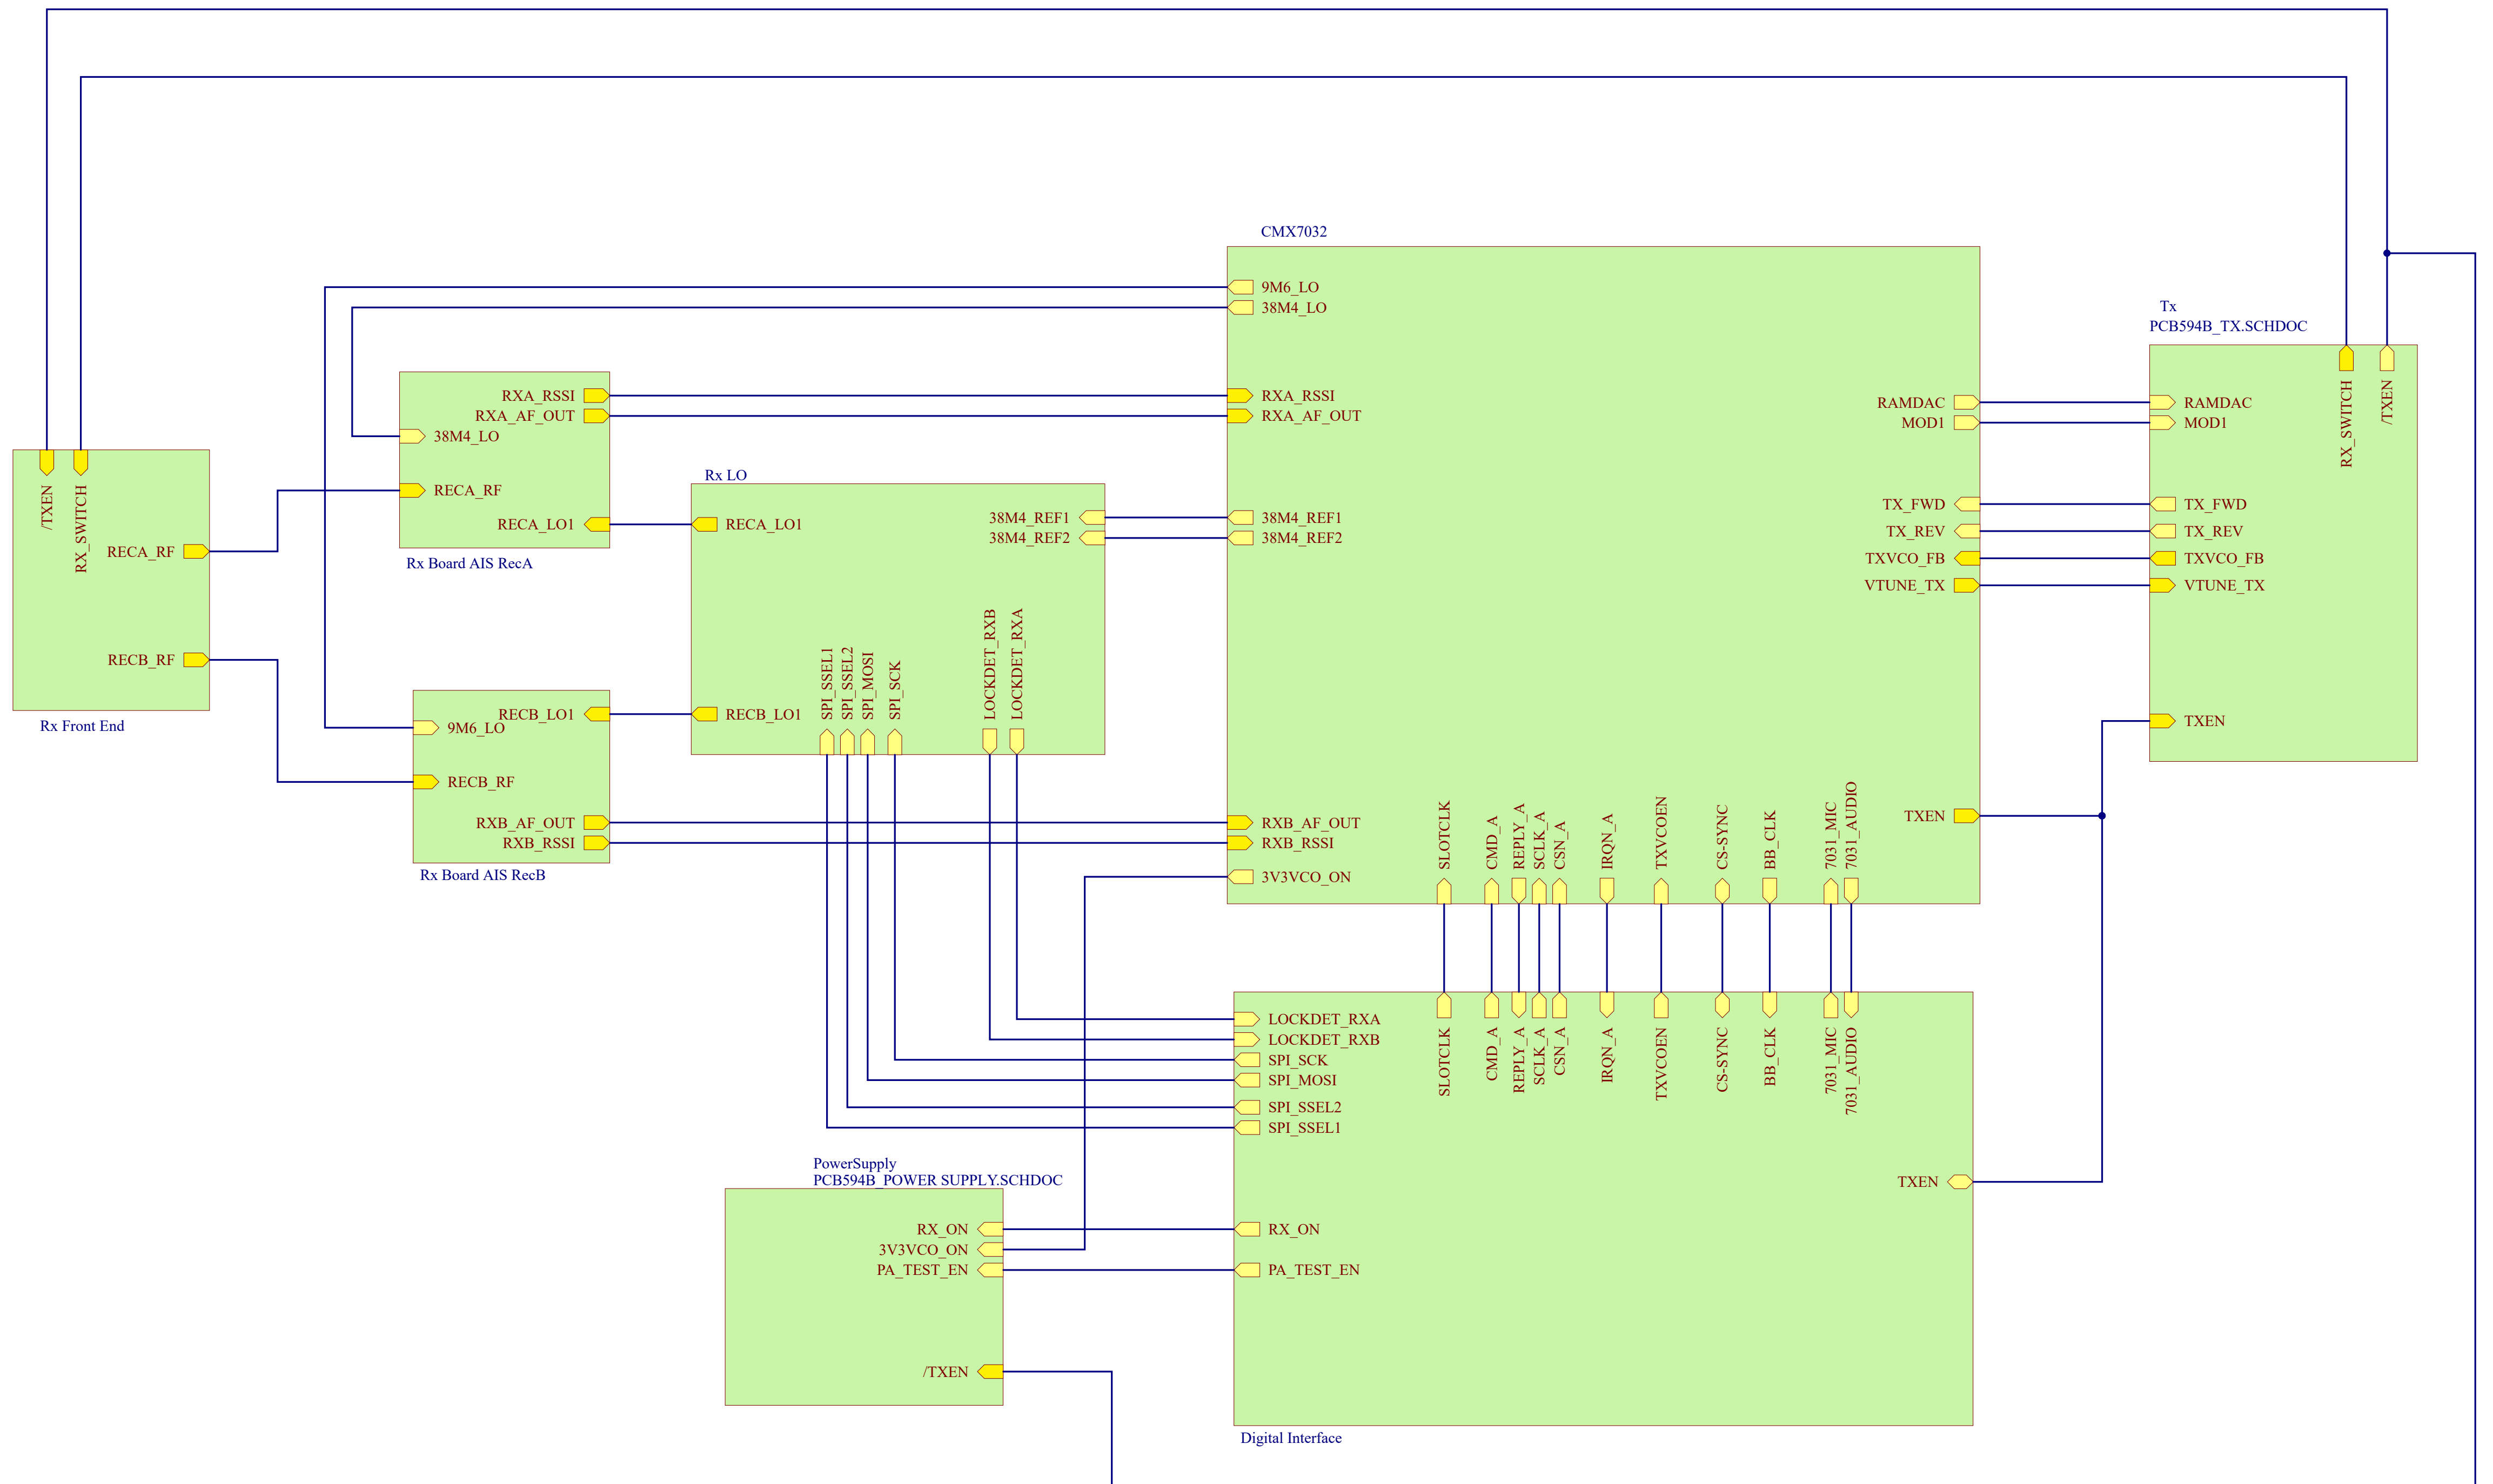 CMX7032
9M6_LO
38M4_LO
RXA_RSSI
RXA_AF_OUT
38M4_REF1
38M4_REF2
RXB_AF_OUT
RXB_RSSI
3V3VCO_ON
RAMDAC
MOD1
TX_FWD
TX_REV
TXVCO_FB
VTUNE_TX
TXEN
SLOTCLK
CMD_A
REPLY_A
SCLK_A
CSN_A
IRQN_A
TXVCOEN
CS-SYNC
BB_CLK
7031_MIC
7031_AUDIO
Tx
PCB594B_TX.SCHDOC
RX_SWITCH
/TXEN
RAMDAC
MOD1
TX_FWD
TX_REV
TXVCO_FB
VTUNE_TX
TXEN
RXA_RSSI
RXA_AF_OUT
38M4_LO
RECA_RF
RECA_LO1
Rx Board AIS RecA
/TXEN
RX_SWITCH
RECA_RF
RECB_RF
Rx Front End
Rx LO
RECA_LO1
38M4_REF1
38M4_REF2
RECB_LO1
SPI_SSEL1
SPI_SSEL2
SPI_MOSI
SPI_SCK
LOCKDET_RXB
LOCKDET_RXA
RECB_LO1
9M6_LO
RECB_RF
RXB_AF_OUT
RXB_RSSI
Rx Board AIS RecB
LOCKDET_RXA
LOCKDET_RXB
SPI_SCK
SPI_MOSI
SPI_SSEL2
SPI_SSEL1
RX_ON
PA_TEST_EN
SLOTCLK
CMD_A
REPLY_A
SCLK_A
CSN_A
IRQN_A
TXVCOEN
CS-SYNC
BB_CLK
7031_MIC
7031_AUDIO
TXEN
Digital Interface
PowerSupply
PCB594B_POWER SUPPLY.SCHDOC
RX_ON
3V3VCO_ON
PA_TEST_EN
/TXEN